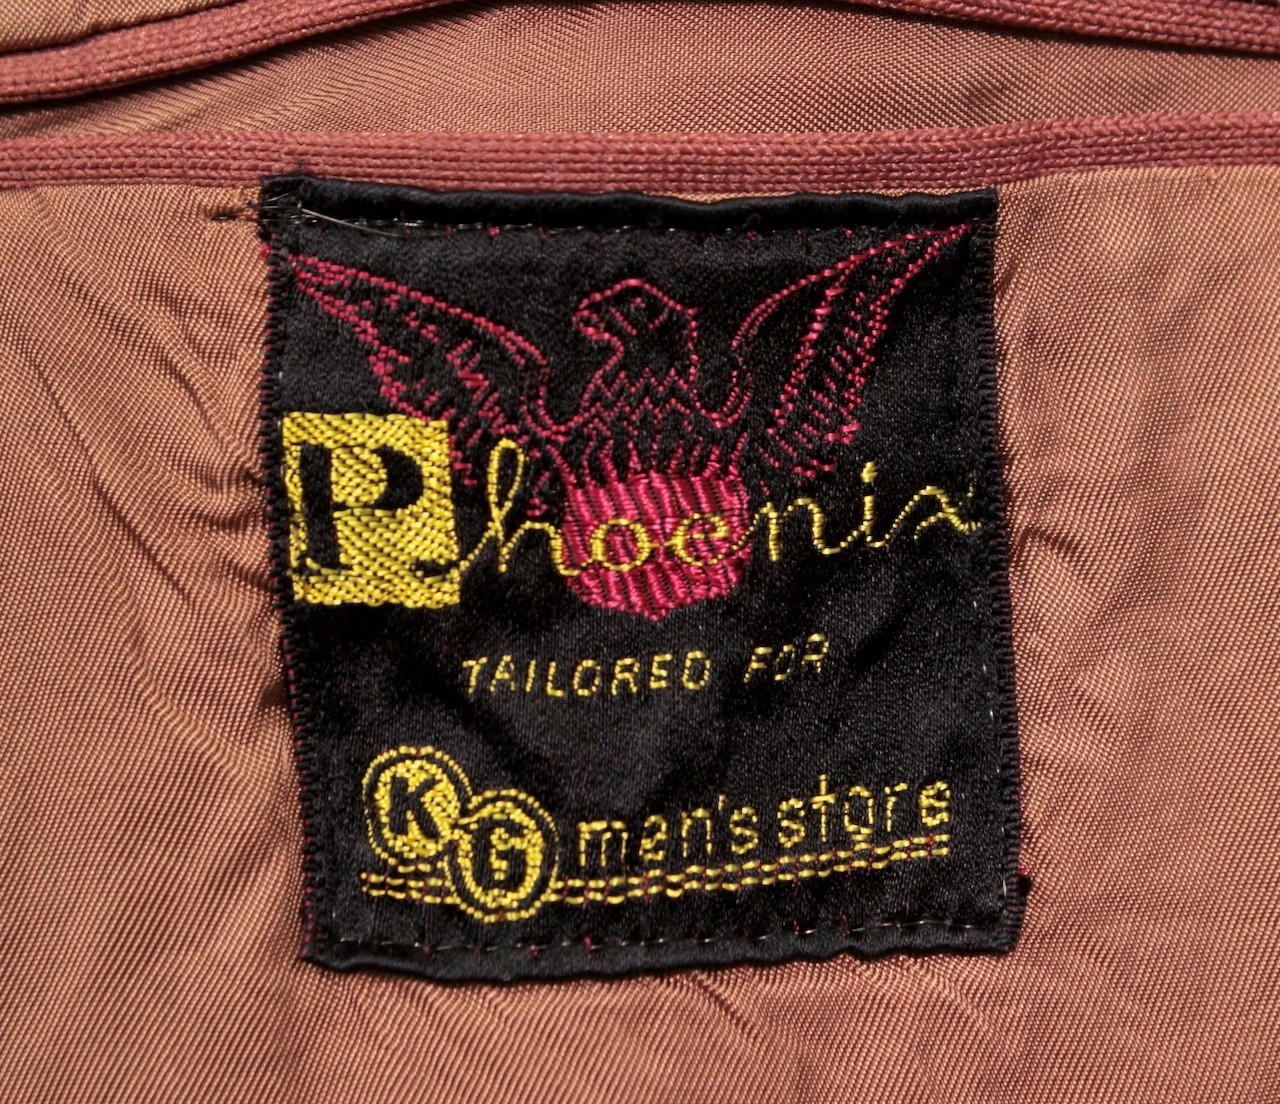 Phoenix
TAILORED FOR
KG men's store